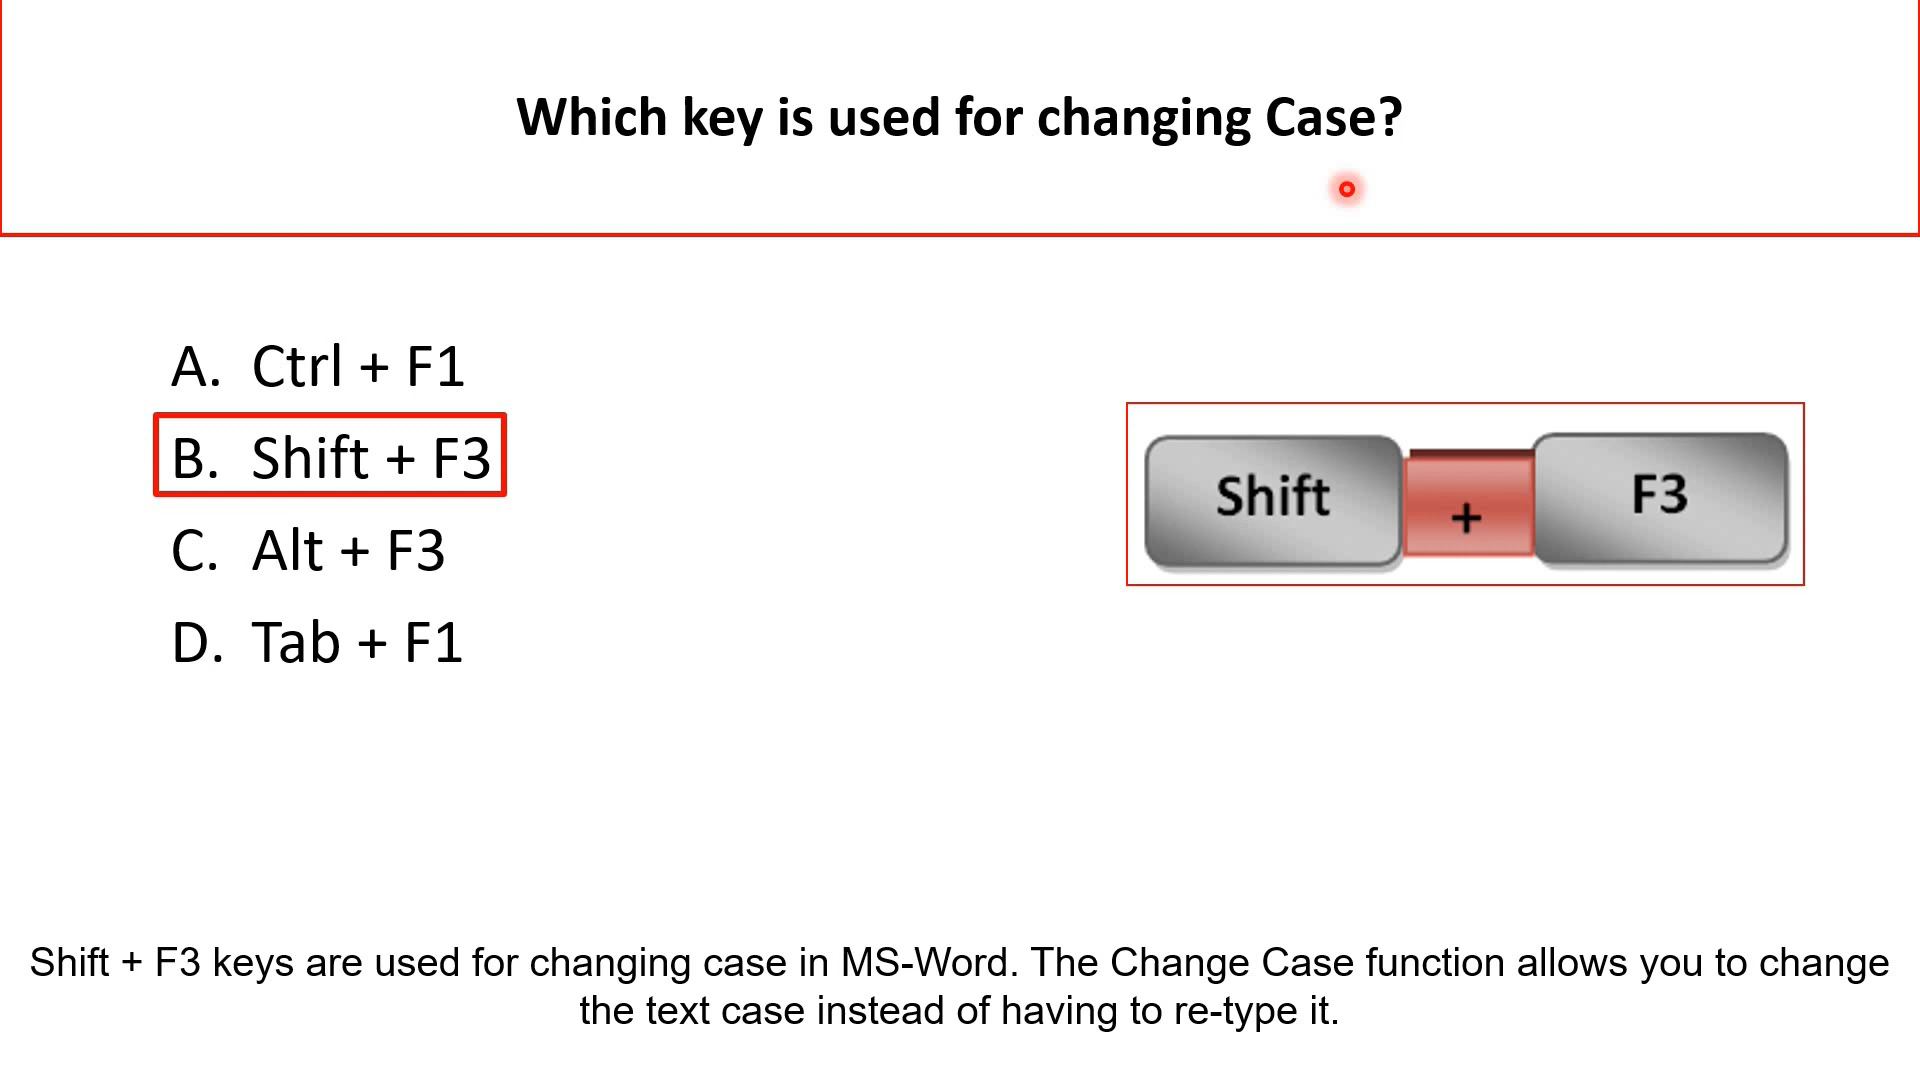 Which key is used for changing Case?
A. Ctrl + F1
B. Shift + F3
C. Alt + F3
D. Tab + F1
Shift + F3
Shift + F3 keys are used for changing case in MS-Word. The Change Case function allows you to change
the text case instead of having to re-type it.